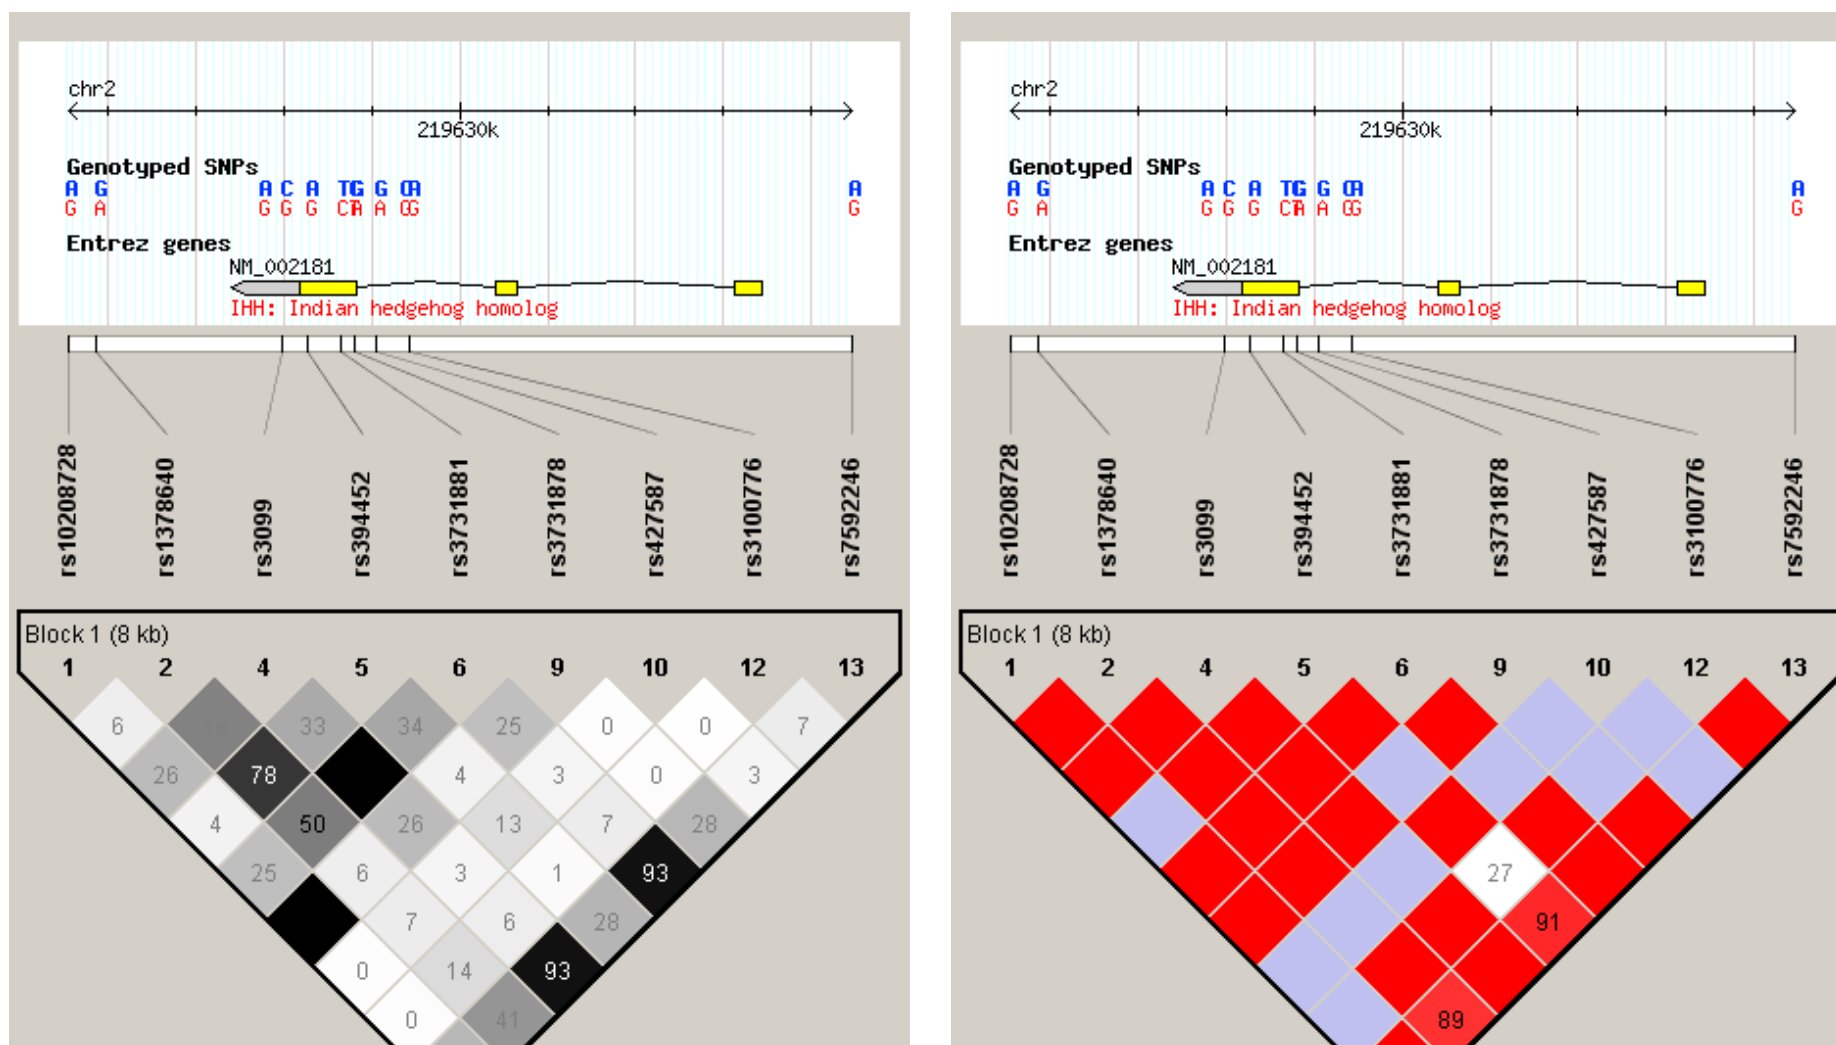 chr2
219630k
Genotyped SNPs
A G A C A TG G CA A
G A G G G CTA A GG G
Entrez genes
NM_002181
IHH: Indian hedgehog homolog
rs10208728
rs1378640
rs3099
rs394452
rs3731881
rs3731878
rs427587
rs3100776
rs7592246
Block 1 (8 kb)
1 2 4 5 6 9 10 12 13
6 33 34 25 0 0 7
26 78 4 3 0 3
4 50 26 13 7 28
25 6 3 1 93
7 6 28
0 14 93
0 41
chr2
219630k
Genotyped SNPs
A G A C A TG G CA A
G A G G G CTA A GG G
Entrez genes
NM_002181
IHH: Indian hedgehog homolog
rs10208728
rs1378640
rs3099
rs394452
rs3731881
rs3731878
rs427587
rs3100776
rs7592246
Block 1 (8 kb)
1 2 4 5 6 9 10 12 13
27
91
89